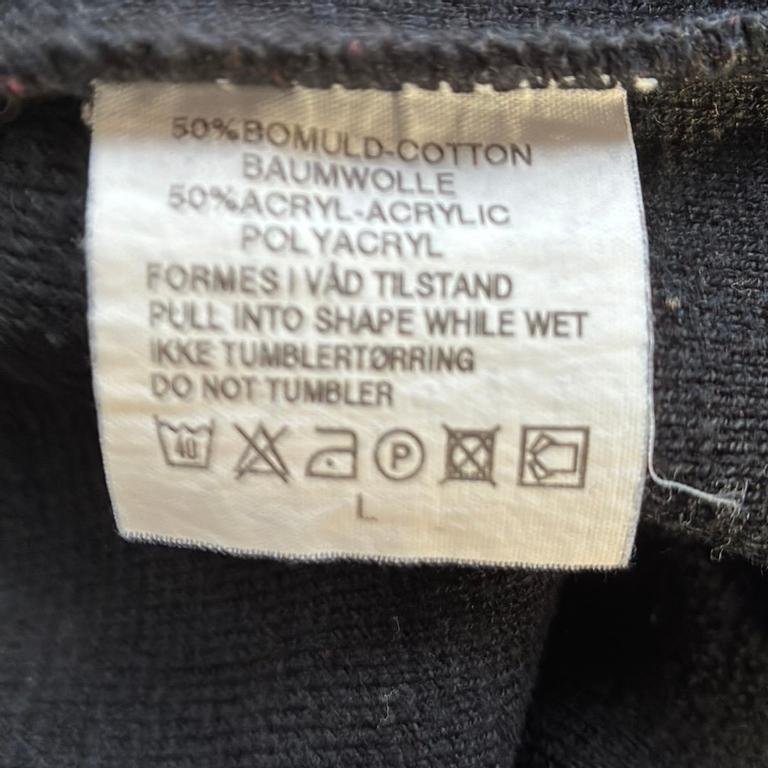 50%BOMULD-COTTON
BAUMWOLLE
50%ACRYL-ACRYLIC
POLYACRYL
FORMES I VÅD TILSTAND
PULL INTO SHAPE WHILE WET
IKKE TUMBLERTØRRING
DO NOT TUMBLER
40 P
L